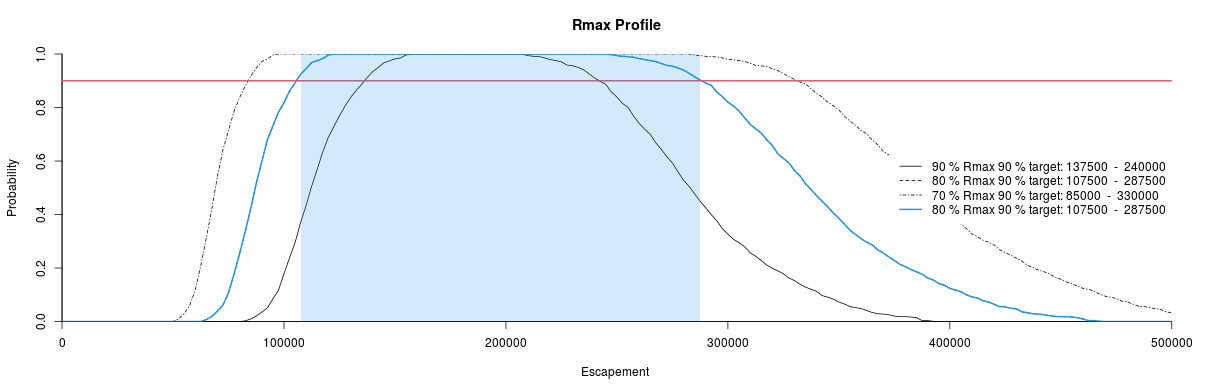 Rmax Profile
Probability
1.0
0.8
0.6
0.4
0.2
0.0
90 % Rmax 90 % target: 137500 - 240000
80 % Rmax 90 % target: 107500 - 287500
70 % Rmax 90 % target: 85000 - 330000
80 % Rmax 90 % target: 107500 - 287500
0 100000 200000 300000 400000 500000
Escapement